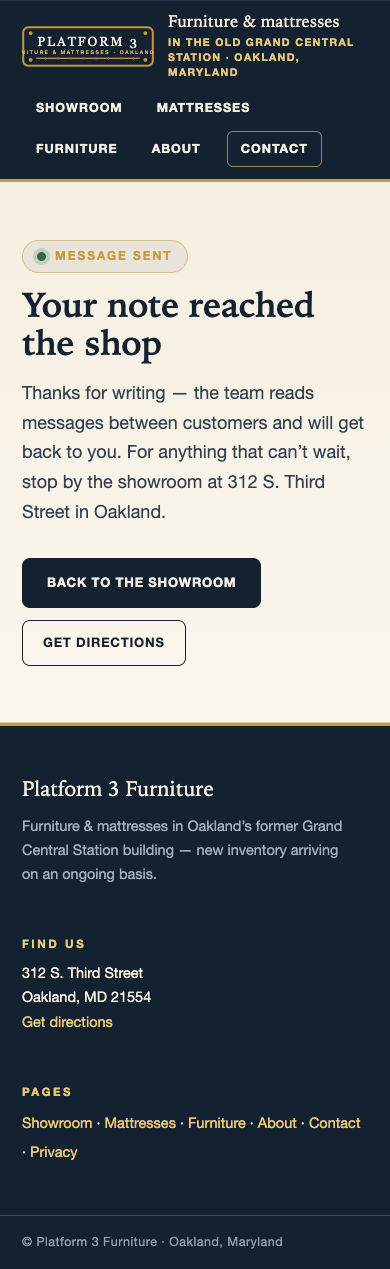 PLATFORM 3
Furniture & mattresses
IN THE OLD GRAND CENTRAL
STATION · OAKLAND,
MARYLAND
SHOWROOM MATTRESSES
FURNITURE ABOUT CONTACT
MESSAGE SENT
Your note reached
the shop
Thanks for writing — the team reads
messages between customers and will get
back to you. For anything that can’t wait,
stop by the showroom at 312 S. Third
Street in Oakland.
BACK TO THE SHOWROOM
GET DIRECTIONS
Platform 3 Furniture
Furniture & mattresses in Oakland’s former Grand
Central Station building — new inventory arriving
on an ongoing basis.
FIND US
312 S. Third Street
Oakland, MD 21554
Get directions
PAGES
Showroom · Mattresses · Furniture · About · Contact
· Privacy
© Platform 3 Furniture · Oakland, Maryland